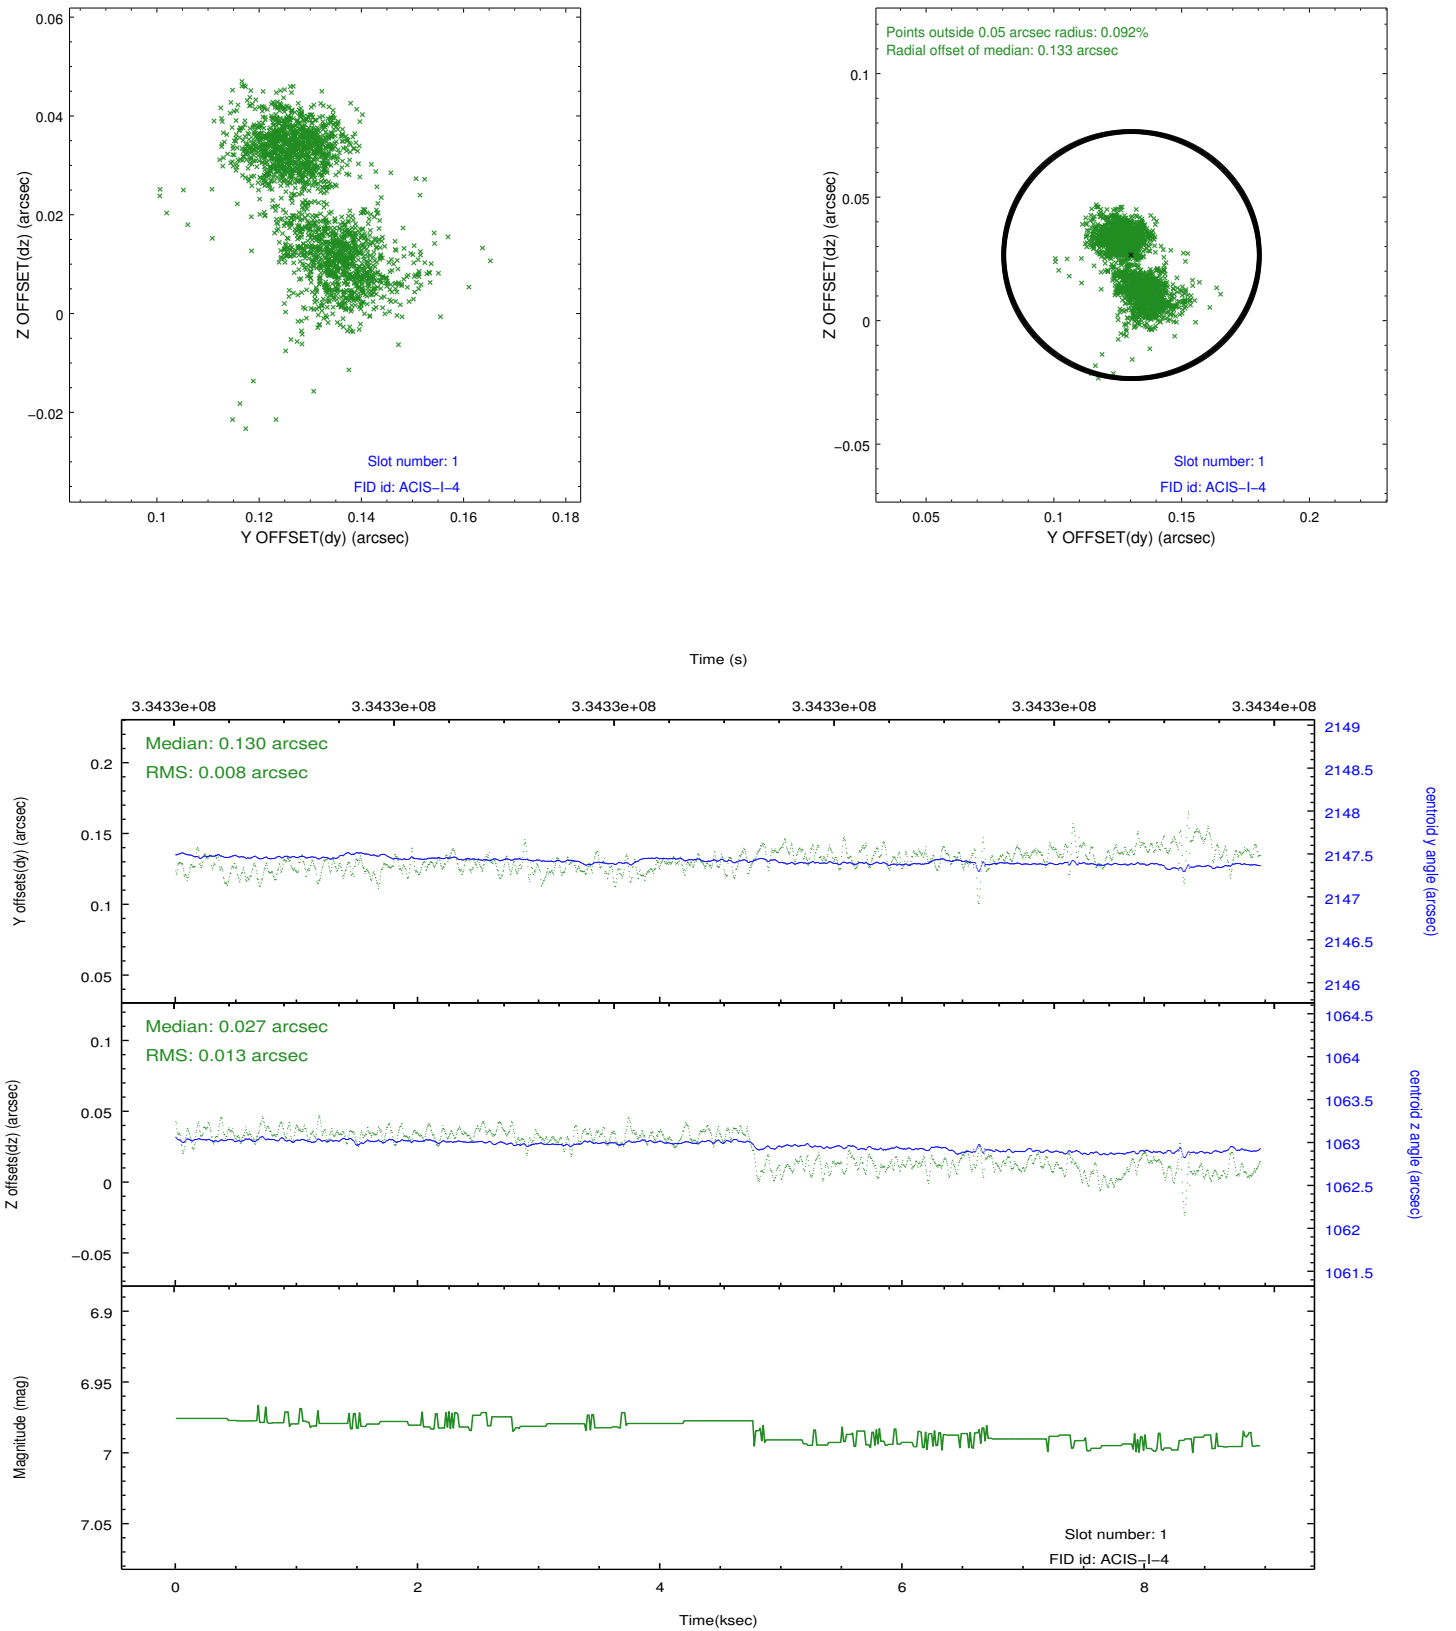 0.06
0.04
0.02
0
−0.02
Z OFFSET(dz) (arcsec)
0.1 0.12 0.14 0.16 0.18
Y OFFSET(dy) (arcsec)
Slot number: 1
FID id: ACIS−I−4
Points outside 0.05 arcsec radius: 0.092%
Radial offset of median: 0.133 arcsec
0.1
0.05
0
−0.05
Z OFFSET(dz) (arcsec)
0.05 0.1 0.15 0.2
Y OFFSET(dy) (arcsec)
Slot number: 1
FID id: ACIS−I−4
Time (s)
3.3433e+08 3.3433e+08 3.3433e+08 3.3433e+08 3.3433e+08 3.3434e+08
Median: 0.130 arcsec
RMS: 0.008 arcsec
0.2
0.15
0.1
0.05
Y offsets(dy) (arcsec)
2149
2148.5
2148
2147.5
2147
2146.5
2146
centroid y angle (arcsec)
Median: 0.027 arcsec
RMS: 0.013 arcsec
0.1
0.05
0
−0.05
Z offsets(dz) (arcsec)
1064.5
1064
1063.5
1063
1062.5
1062
1061.5
centroid z angle (arcsec)
6.9
6.95
7
7.05
Magnitude (mag)
Slot number: 1
FID id: ACIS−I−4
0 2 4 6 8
Time(ksec)